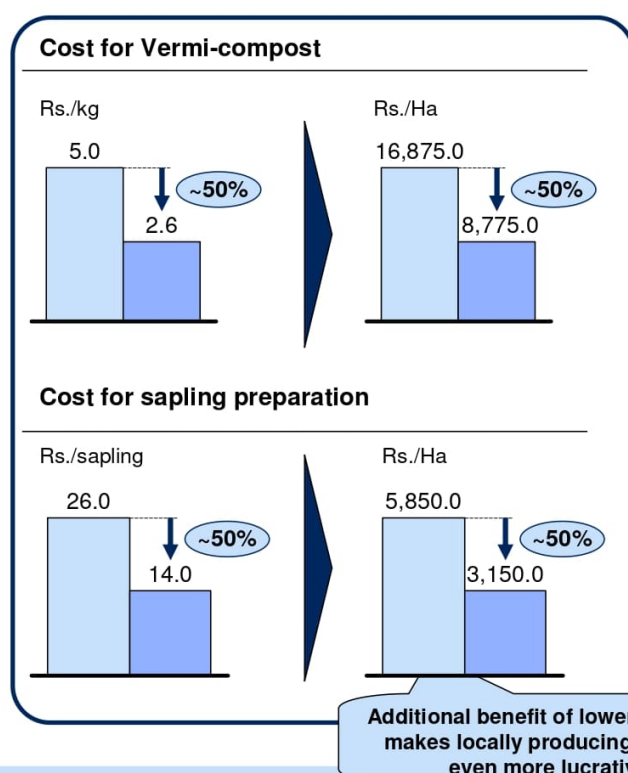 Cost for Vermi-compost
Rs./kg
5.0
~50%
2.6
Rs./Ha
16,875.0
~50%
8,775.0
Cost for sapling preparation
Rs./sapling
26.0
~50%
14.0
Rs./Ha
5,850.0
~50%
3,150.0
Additional benefit of lower
makes locally producing
even more